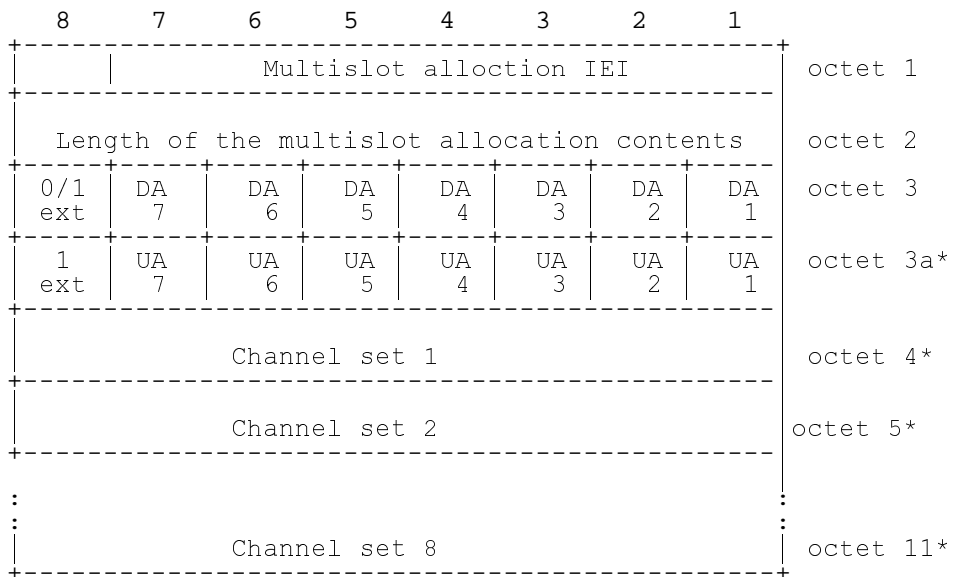 8 7 6 5 4 3 2 1
Multislot alloction IEI octet 1
Length of the multislot allocation contents octet 2
0/1 DA DA DA DA DA DA DA octet 3
ext 7 6 5 4 3 2 1
1 UA UA UA UA UA UA UA octet 3a*
ext 7 6 5 4 3 2 1
Channel set 1 octet 4*
Channel set 2 octet 5*
:  :
:  :
Channel set 8 octet 11*